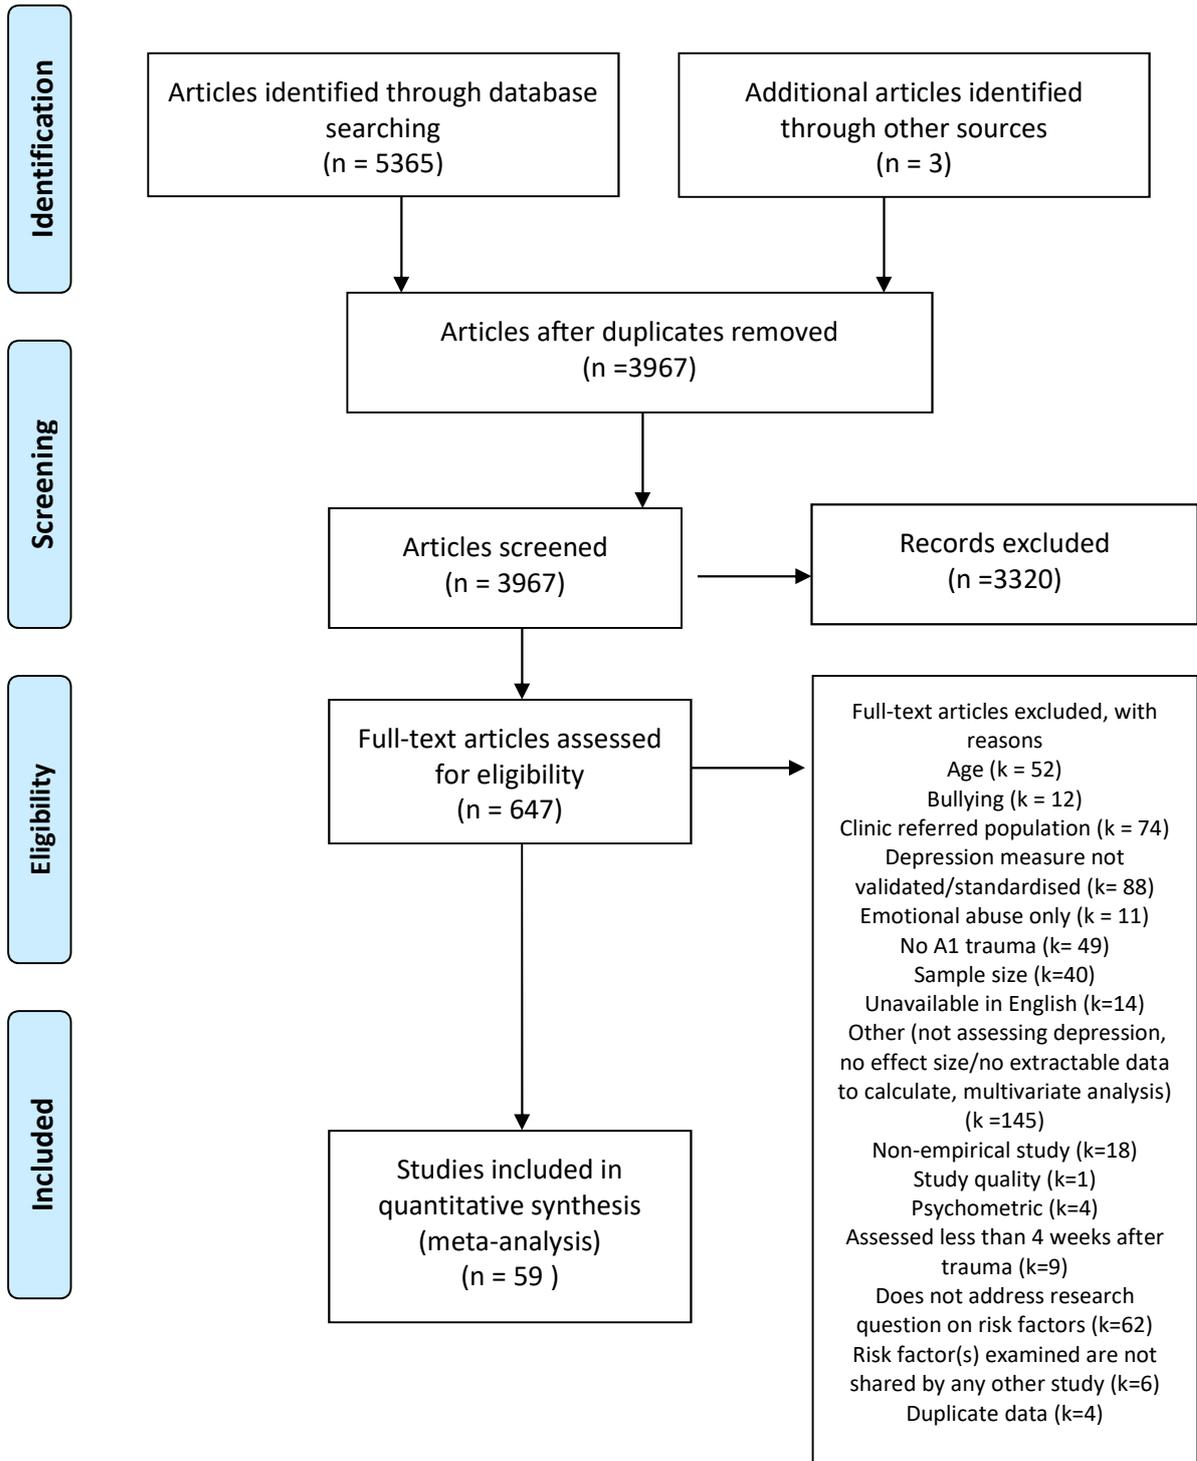 Identification
Articles identified through database
searching
(n = 5365)
Additional articles identified
through other sources
(n = 3)
Articles after duplicates removed
(n =3967)
Screening
Articles screened
(n = 3967)
Records excluded
(n =3320)
Eligibility
Full-text articles assessed
for eligibility
(n = 647)
Full-text articles excluded, with
reasons
Age (k = 52)
Bullying (k = 12)
Clinic referred population (k = 74)
Depression measure not
validated/standardised (k= 88)
Emotional abuse only (k = 11)
No A1 trauma (k= 49)
Sample size (k=40)
Unavailable in English (k=14)
Other (not assessing depression,
no effect size/no extractable data
to calculate, multivariate analysis)
(k =145)
Non-empirical study (k=18)
Study quality (k=1)
Psychometric (k=4)
Assessed less than 4 weeks after
trauma (k=9)
Does not address research
question on risk factors (k=62)
Risk factor(s) examined are not
shared by any other study (k=6)
Duplicate data (k=4)
Included
Studies included in
quantitative synthesis
(meta-analysis)
(n = 59 )